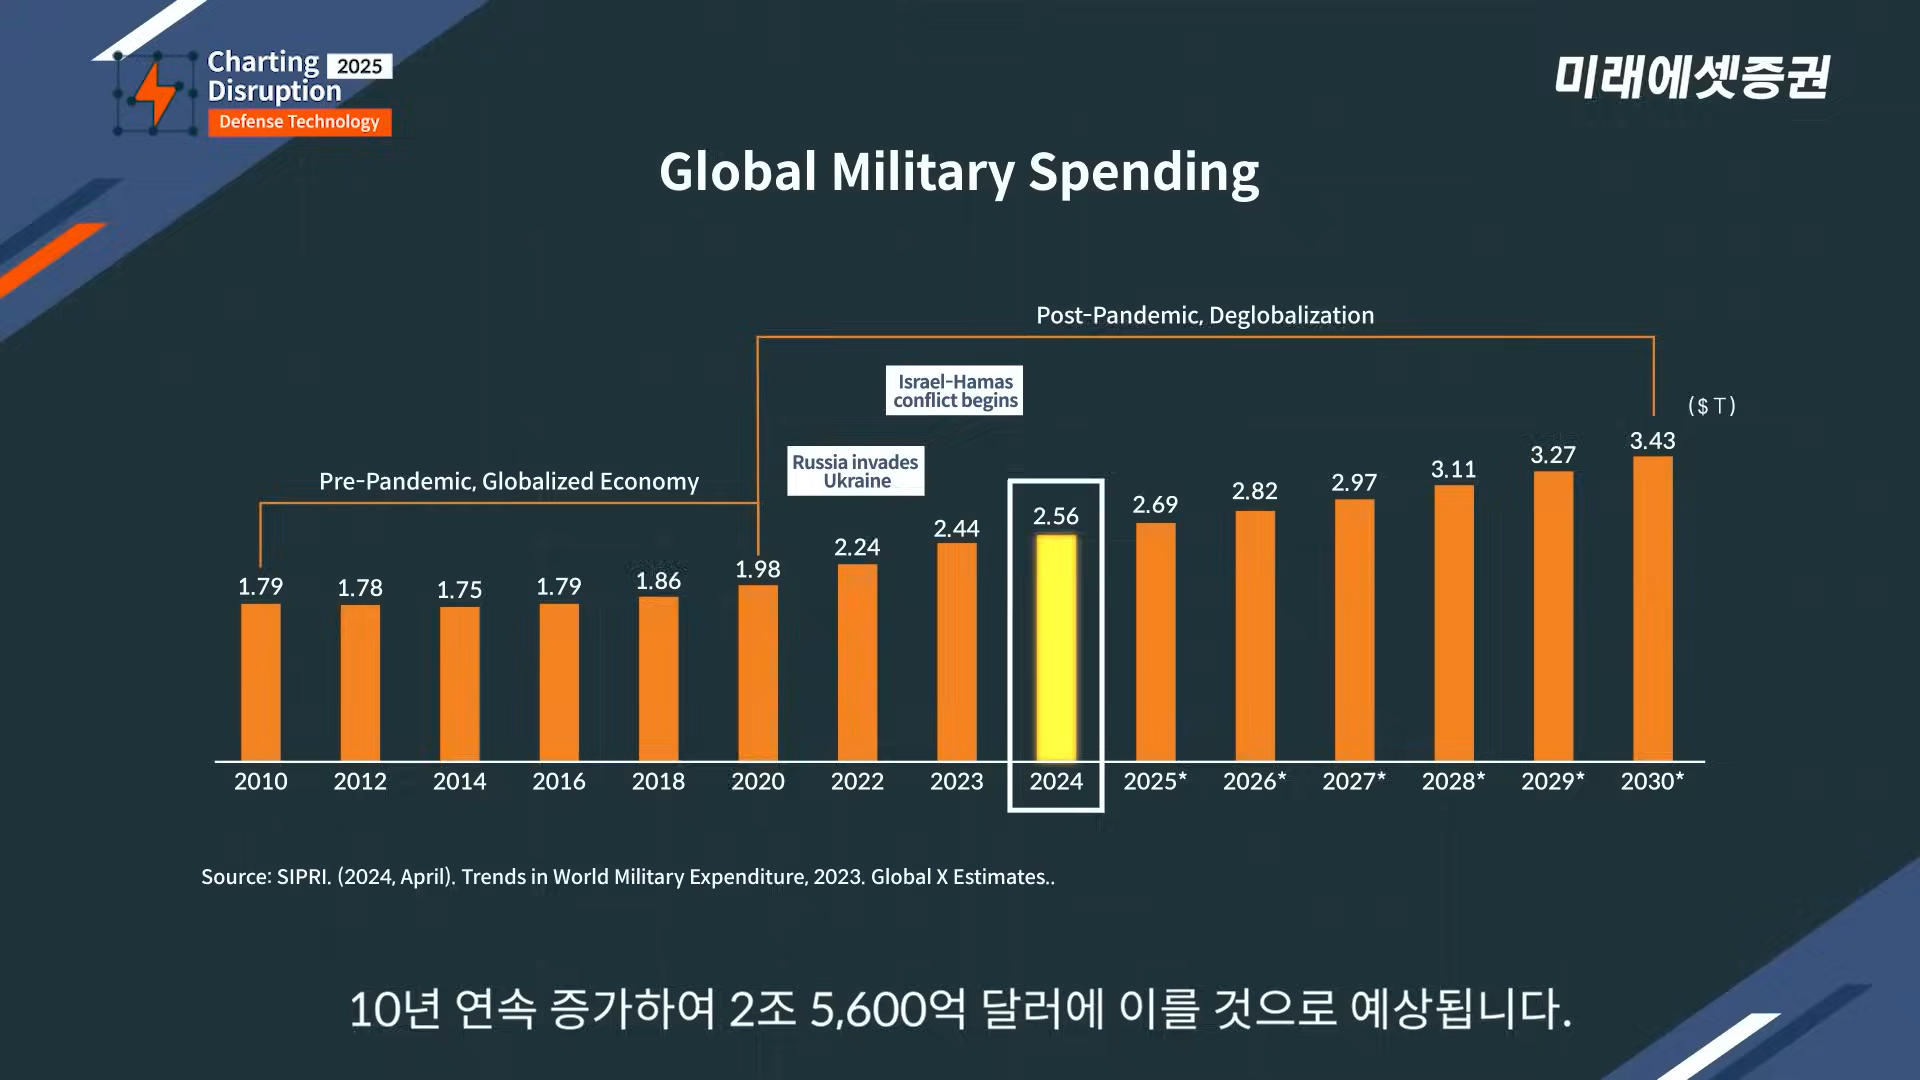 Charting 2025
Disruption
Defense Technology
미래에셋증권
Global Military Spending
Post-Pandemic, Deglobalization
Israel-Hamas
conflict begins
($T)
Russia invades
Ukraine
Pre-Pandemic, Globalized Economy
1.79 1.78 1.75 1.79 1.86 1.98 2.24 2.44 2.56 2.69 2.82 2.97 3.11 3.27 3.43
2010 2012 2014 2016 2018 2020 2022 2023 2024 2025* 2026* 2027* 2028* 2029* 2030*
Source: SIPRI. (2024, April). Trends in World Military Expenditure, 2023. Global X Estimates..
10년 연속 증가하여 2조 5,600억 달러에 이를 것으로 예상됩니다.